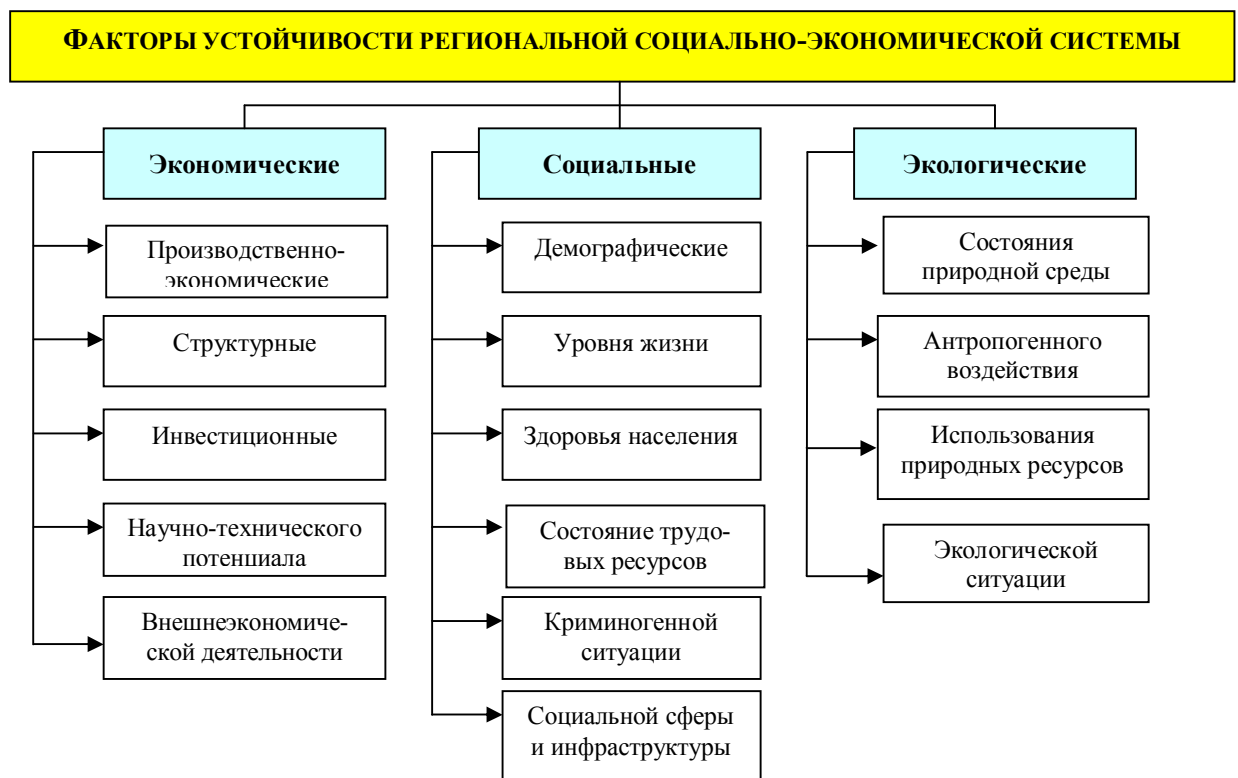 ФАКТОРЫ УСТОЙЧИВОСТИ РЕГИОНАЛЬНОЙ СОЦИАЛЬНО-ЭКОНОМИЧЕСКОЙ СИСТЕМЫ
Экономические
Производственно-
экономические
Структурные
Инвестиционные
Научно-технического
потенциала
Внешнеэкономиче-
ской деятельности
Социальные
Демографические
Уровня жизни
Здоровья населения
Состояние трудо-
вых ресурсов
Криминогенной
ситуации
Социальной сферы
и инфраструктуры
Экологические
Состояния
природной среды
Антропогенного
воздействия
Использования
природных ресурсов
Экологической
ситуации